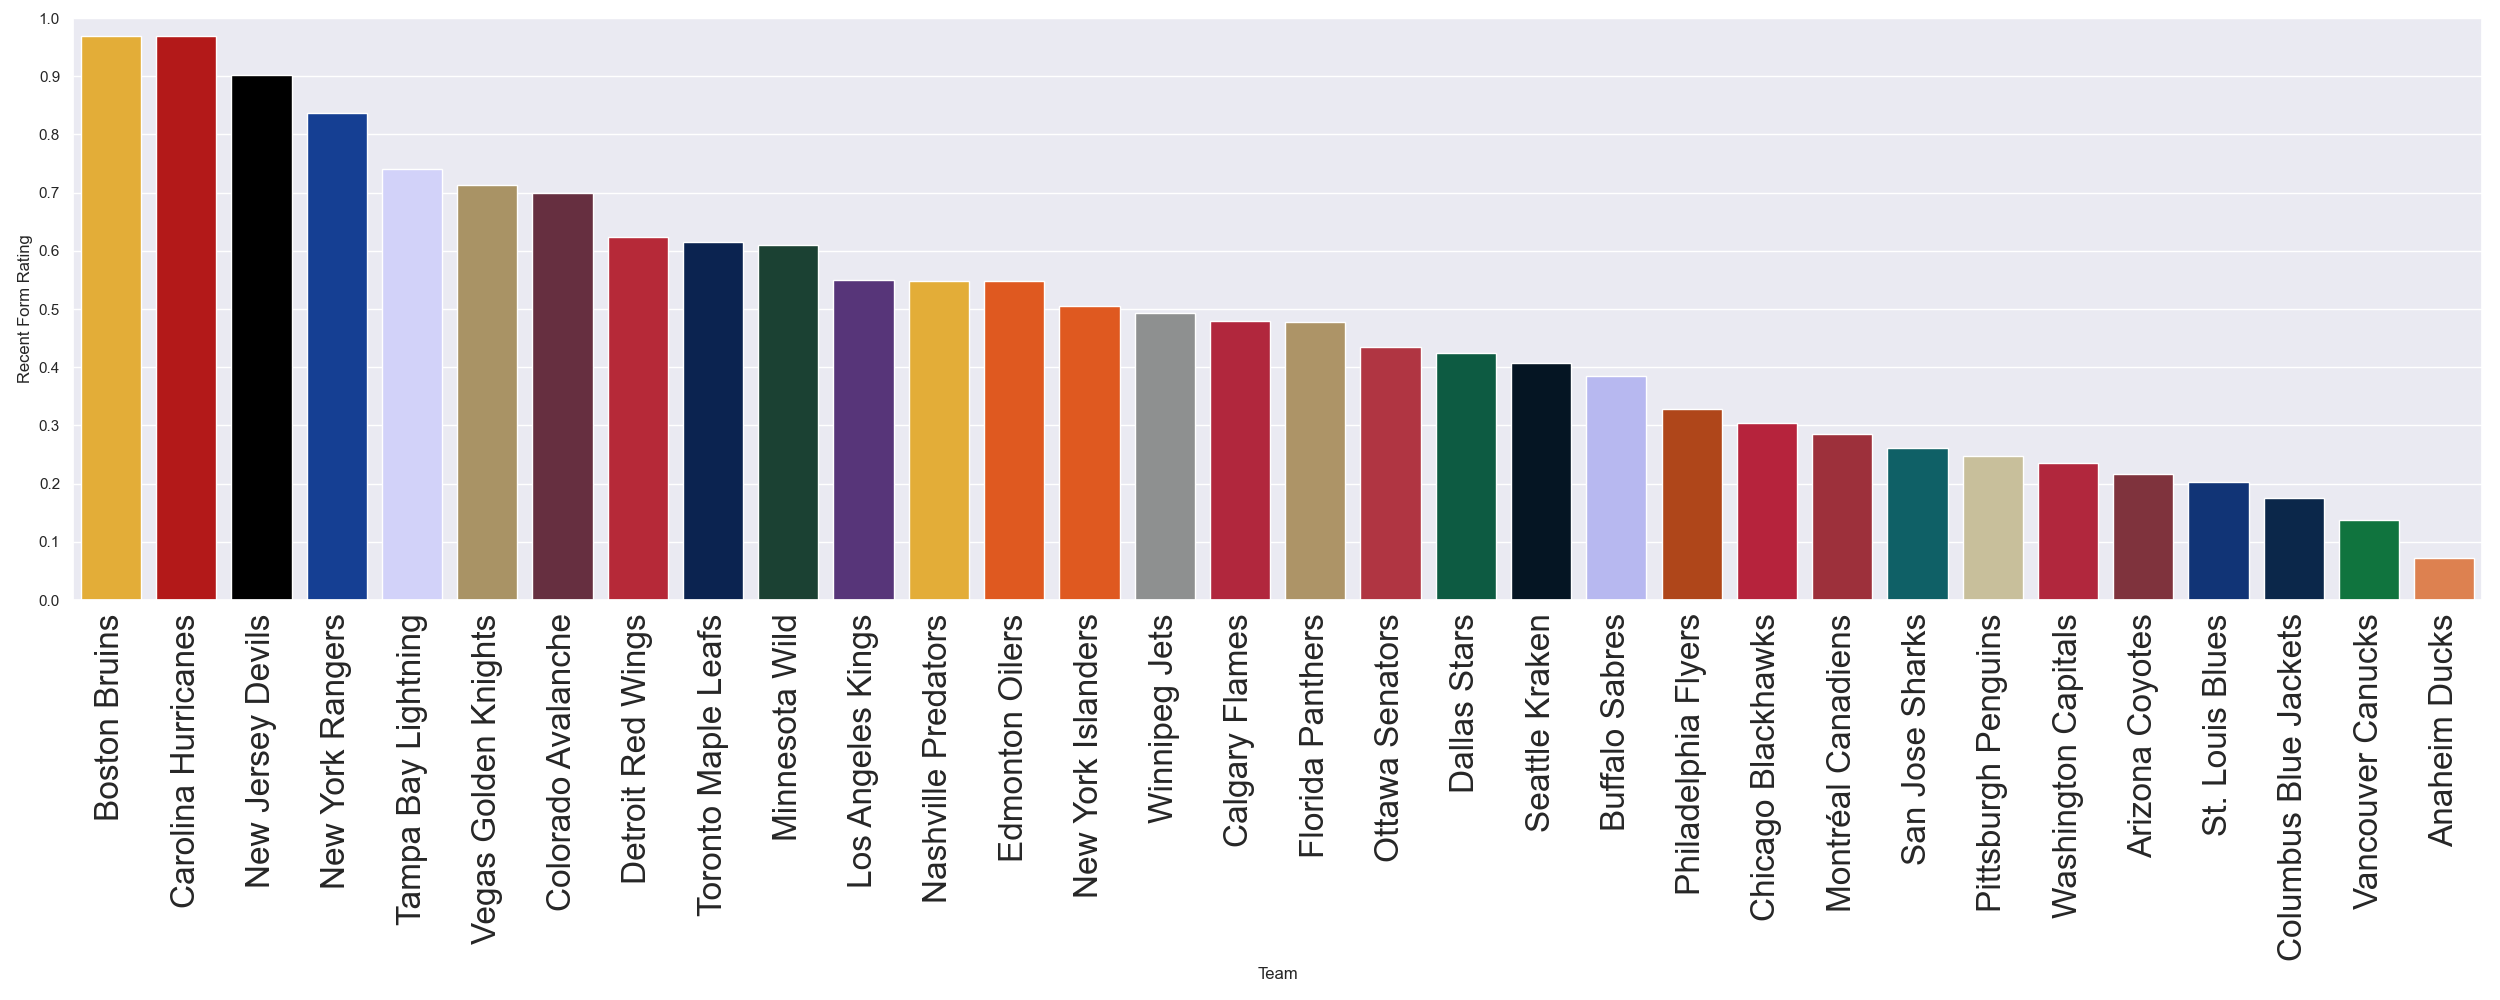 1.0
0.9
0.8
0.7
0.6
0.5
0.4
0.3
0.2
0.1
0.0
Recent Form Rating
Boston Bruins
Carolina Hurricanes
New Jersey Devils
New York Rangers
Tampa Bay Lightning
Vegas Golden Knights
Colorado Avalanche
Detroit Red Wings
Toronto Maple Leafs
Minnesota Wild
Los Angeles Kings
Nashville Predators
Edmonton Oilers
New York Islanders
Winnipeg Jets
Calgary Flames
Florida Panthers
Ottawa Senators
Dallas Stars
Seattle Kraken
Buffalo Sabres
Philadelphia Flyers
Chicago Blackhawks
Montréal Canadiens
San Jose Sharks
Pittsburgh Penguins
Washington Capitals
Arizona Coyotes
St. Louis Blues
Columbus Blue Jackets
Vancouver Canucks
Anaheim Ducks
Team